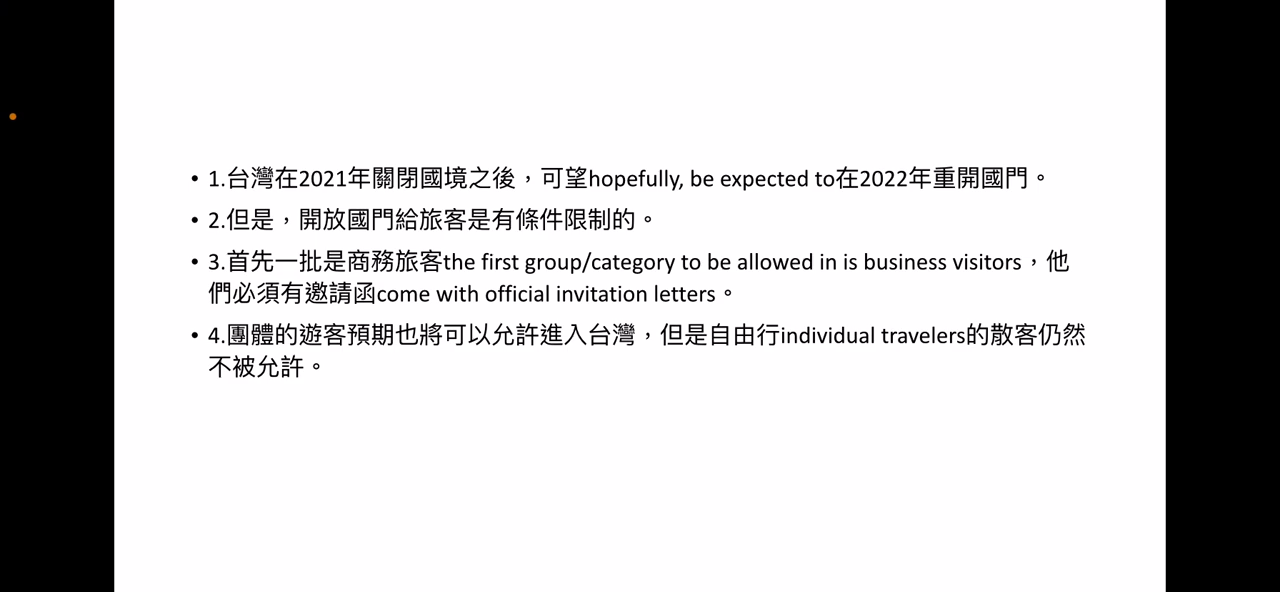 • 1.台灣在2021年關閉國境之後，可望hopefully, be expected to在2022年重開國門。
• 2.但是，開放國門給旅客是有條件限制的。
• 3.首先一批是商務旅客the first group/category to be allowed in is business visitors，他
們必須有邀請函come with official invitation letters。
• 4.團體的遊客預期也將可以允許進入台灣，但是自由行individual travelers的散客仍然
不被允許。